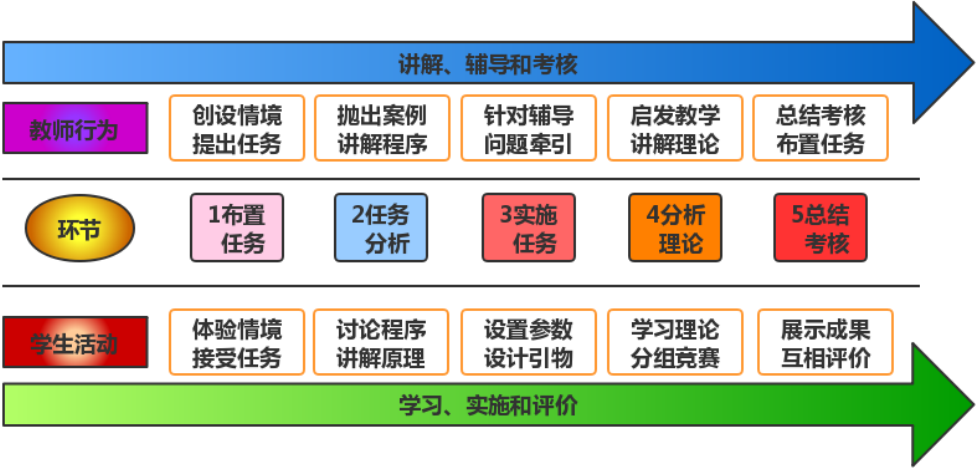 讲解、辅导和考核
教师行为
创设情境
提出任务
抛出案例
讲解程序
针对辅导
问题牵引
启发教学
讲解理论
总结考核
布置任务
环节
1布置
任务
2任务
分析
3实施
任务
4分析
理论
5总结
考核
学生活动
体验情境
接受任务
讨论程序
讲解原理
设置参数
设计引物
学习理论
分组竞赛
展示成果
互相评价
学习、实施和评价